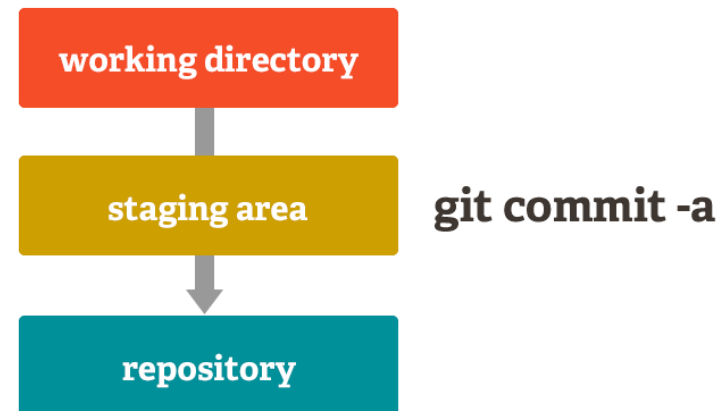 working directory
staging area
git commit -a
repository